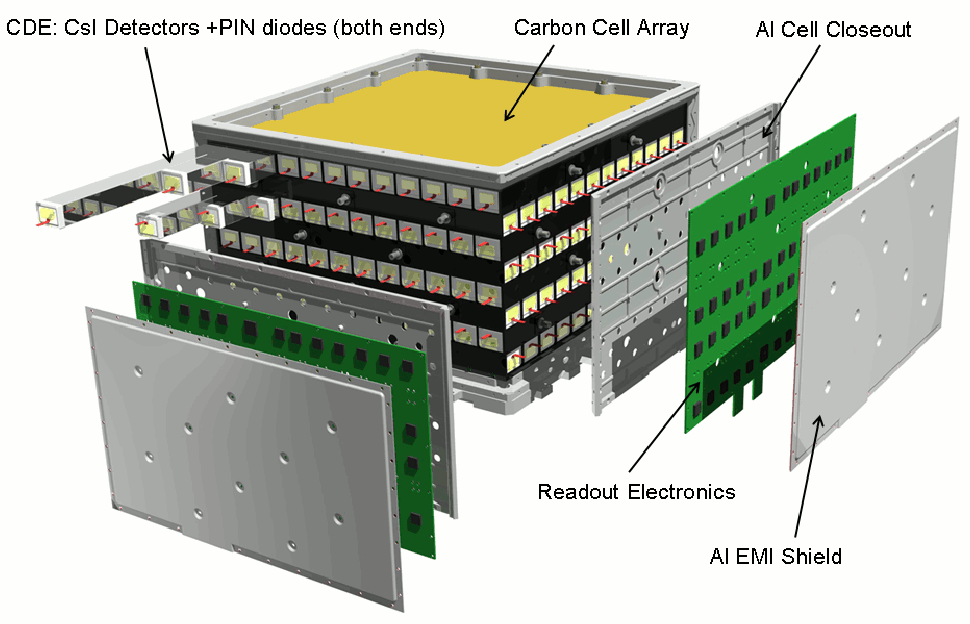 CDE: CsI Detectors +PIN diodes (both ends)
Carbon Cell Array
Al Cell Closeout
Readout Electronics
Al EMI Shield